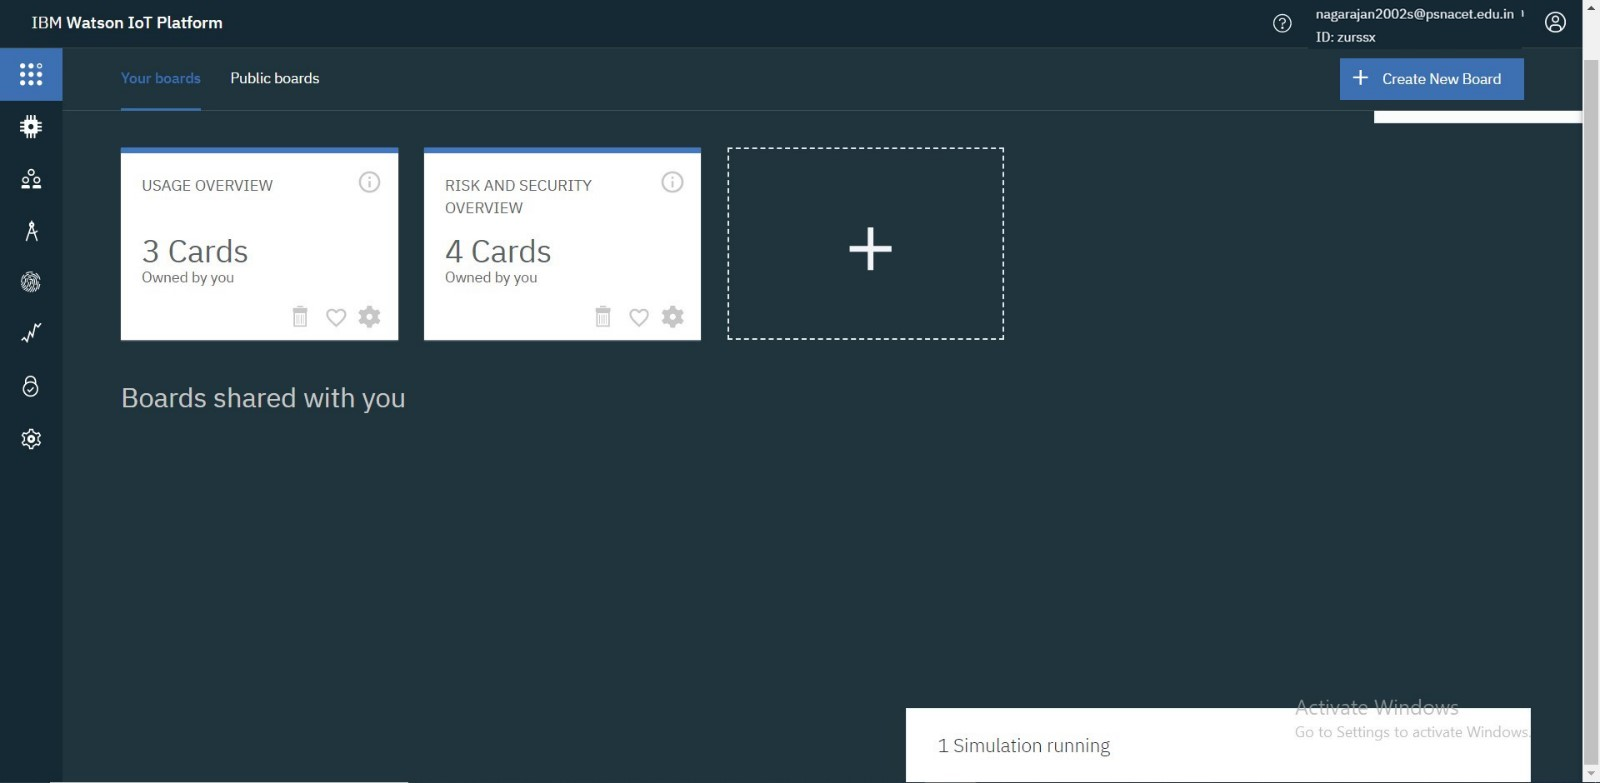 IBM Watson IoT Platform
nagarajan2002s@psnacet.edu.in
ID: zurssx
Your boards
Public boards
Create New Board
USAGE OVERVIEW
3 Cards
Owned by you
RISK AND SECURITY
OVERVIEW
4 Cards
Owned by you
Boards shared with you
Activate Windows
Go to Settings to activate Windows.
1 Simulation running